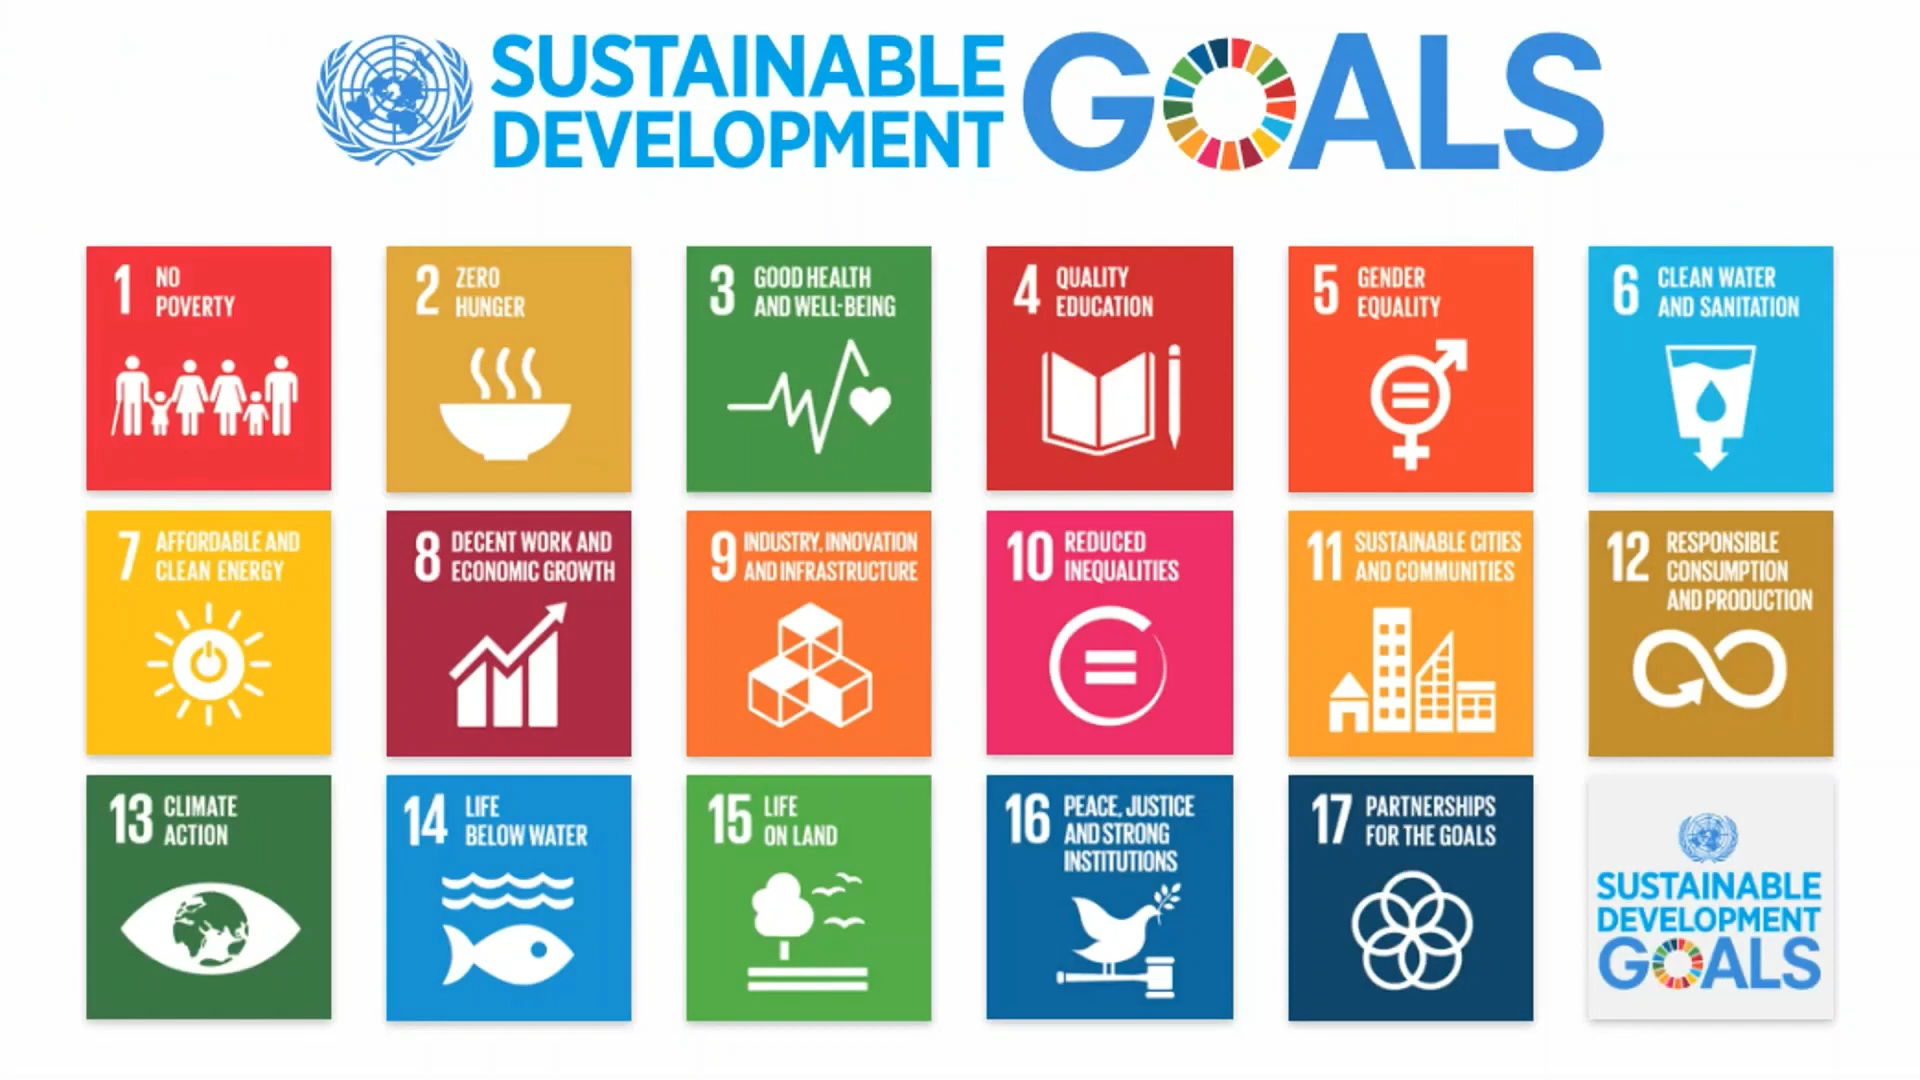 SUSTAINABLE
DEVELOPMENT
GOALS
1 NO
POVERTY
2 ZERO
HUNGER
3 GOOD HEALTH
AND WELL-BEING
4 QUALITY
EDUCATION
5 GENDER
EQUALITY
6 CLEAN WATER
AND SANITATION
7 AFFORDABLE AND
CLEAN ENERGY
8 DECENT WORK AND
ECONOMIC GROWTH
9 INDUSTRY, INNOVATION
AND INFRASTRUCTURE
10 REDUCED
INEQUALITIES
11 SUSTAINABLE CITIES
AND COMMUNITIES
12 RESPONSIBLE
CONSUMPTION
AND PRODUCTION
13 CLIMATE
ACTION
14 LIFE
BELOW WATER
15 LIFE
ON LAND
16 PEACE, JUSTICE
AND STRONG
INSTITUTIONS
17 PARTNERSHIPS
FOR THE GOALS
SUSTAINABLE
DEVELOPMENT
GOALS